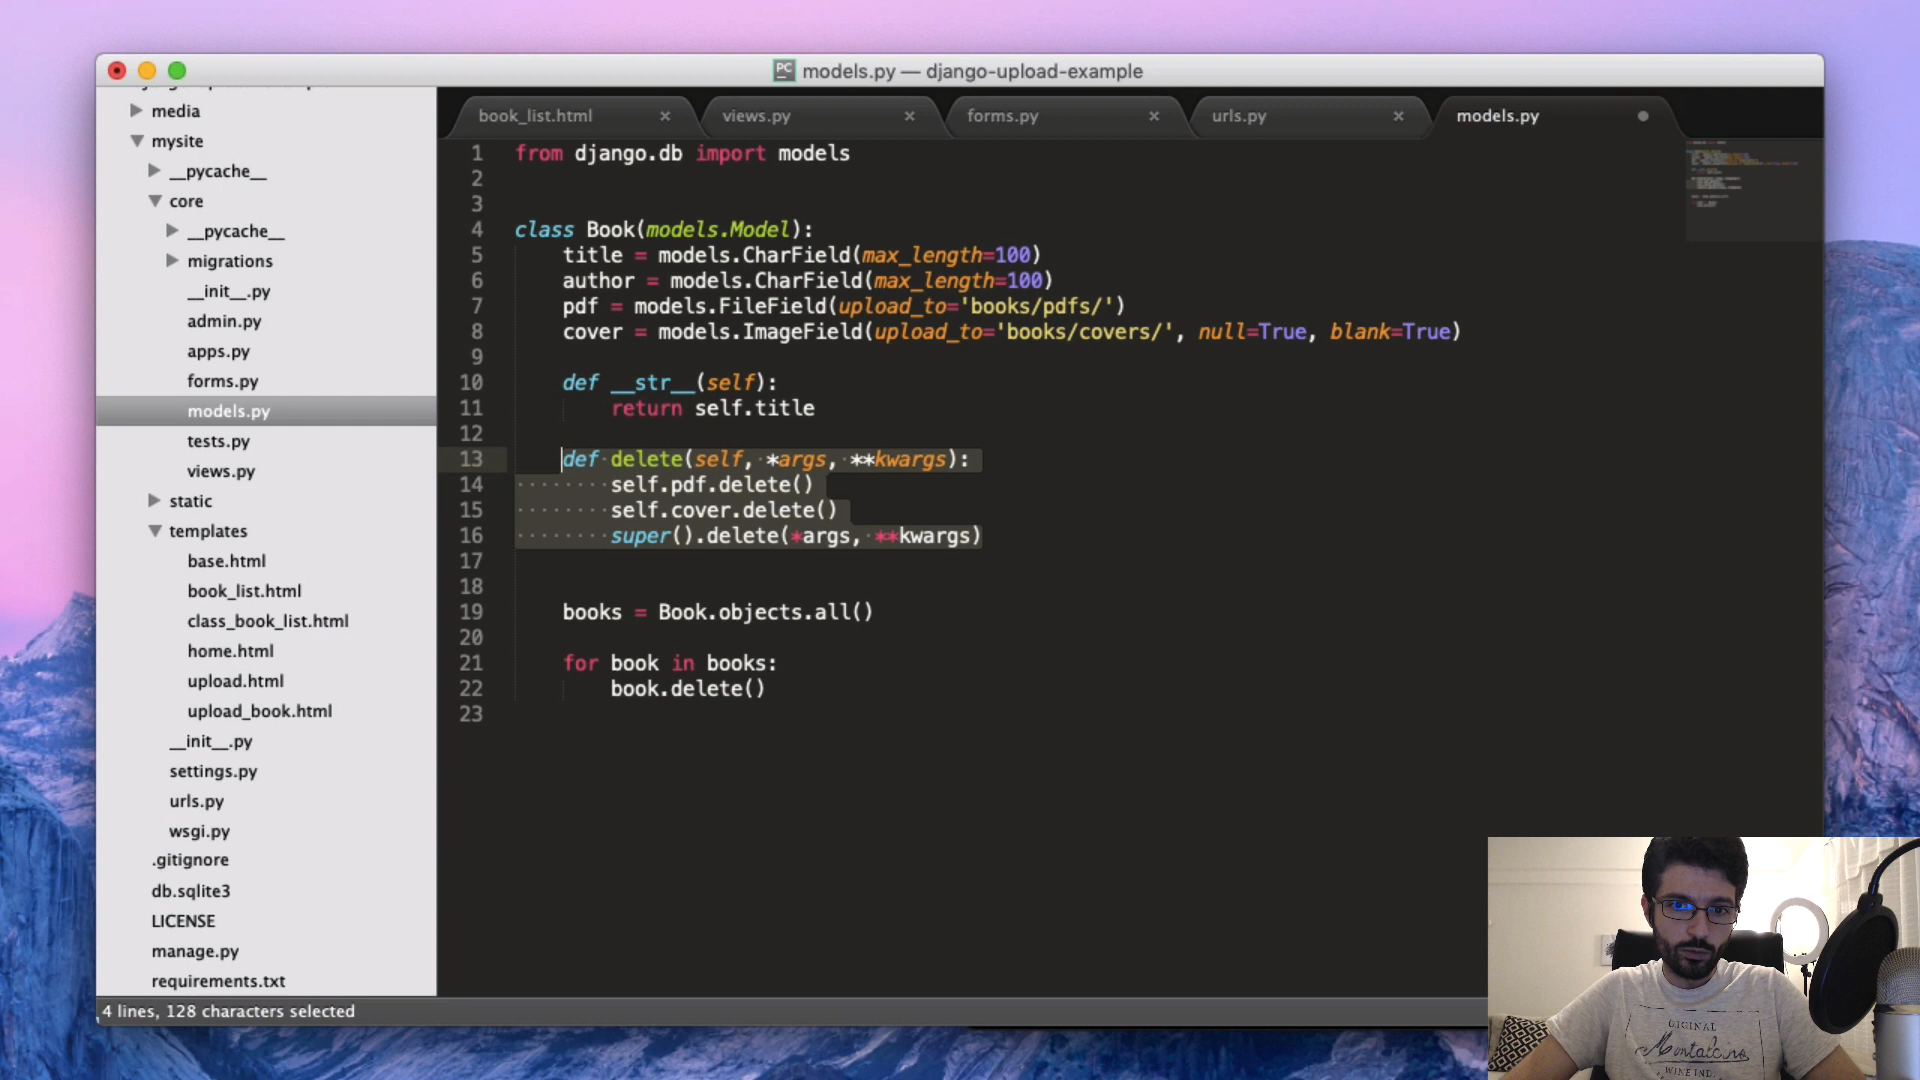 models.py — django-upload-example
media
mysite
__pycache__
core
__pycache__
migrations
__init__.py
admin.py
apps.py
forms.py
models.py
tests.py
views.py
static
templates
base.html
book_list.html
class_book_list.html
home.html
upload.html
upload_book.html
__init__.py
settings.py
urls.py
wsgi.py
.gitignore
db.sqlite3
LICENSE
manage.py
requirements.txt
book_list.html × views.py × forms.py × urls.py × models.py
1 from django.db import models
2
3
4 class Book(models.Model):
5 title = models.CharField(max_length=100)
6 author = models.CharField(max_length=100)
7 pdf = models.FileField(upload_to='books/pdfs/')
8 cover = models.ImageField(upload_to='books/covers/', null=True, blank=True)
9
10 def __str__(self):
11 return self.title
12
13 def delete(self, *args, **kwargs):
14 self.pdf.delete()
15 self.cover.delete()
16 super().delete(*args, **kwargs)
17
18
19 books = Book.objects.all()
20
21 for book in books:
22 book.delete()
23
4 lines, 128 characters selected
Montalcino
WINE IND.